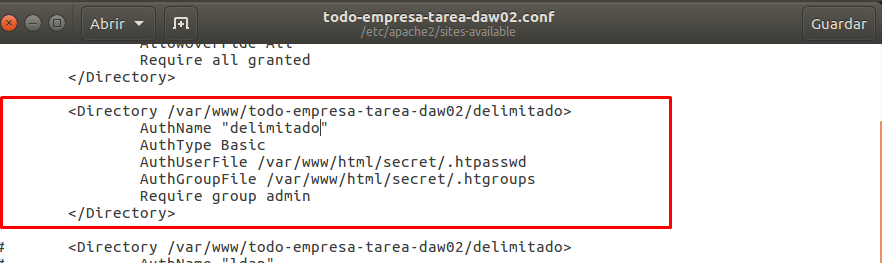 Abrir
todo-empresa-tarea-daw02.conf
/etc/apache2/sites-available
Guardar
AllowOverride All
Require all granted
</Directory>
<Directory /var/www/todo-empresa-tarea-daw02/delimitado>
AuthName "delimitado"
AuthType Basic
AuthUserFile /var/www/html/secret/.htpasswd
AuthGroupFile /var/www/html/secret/.htgroups
Require group admin
</Directory>
# <Directory /var/www/todo-empresa-tarea-daw02/delimitado>
# AuthName "ldap"